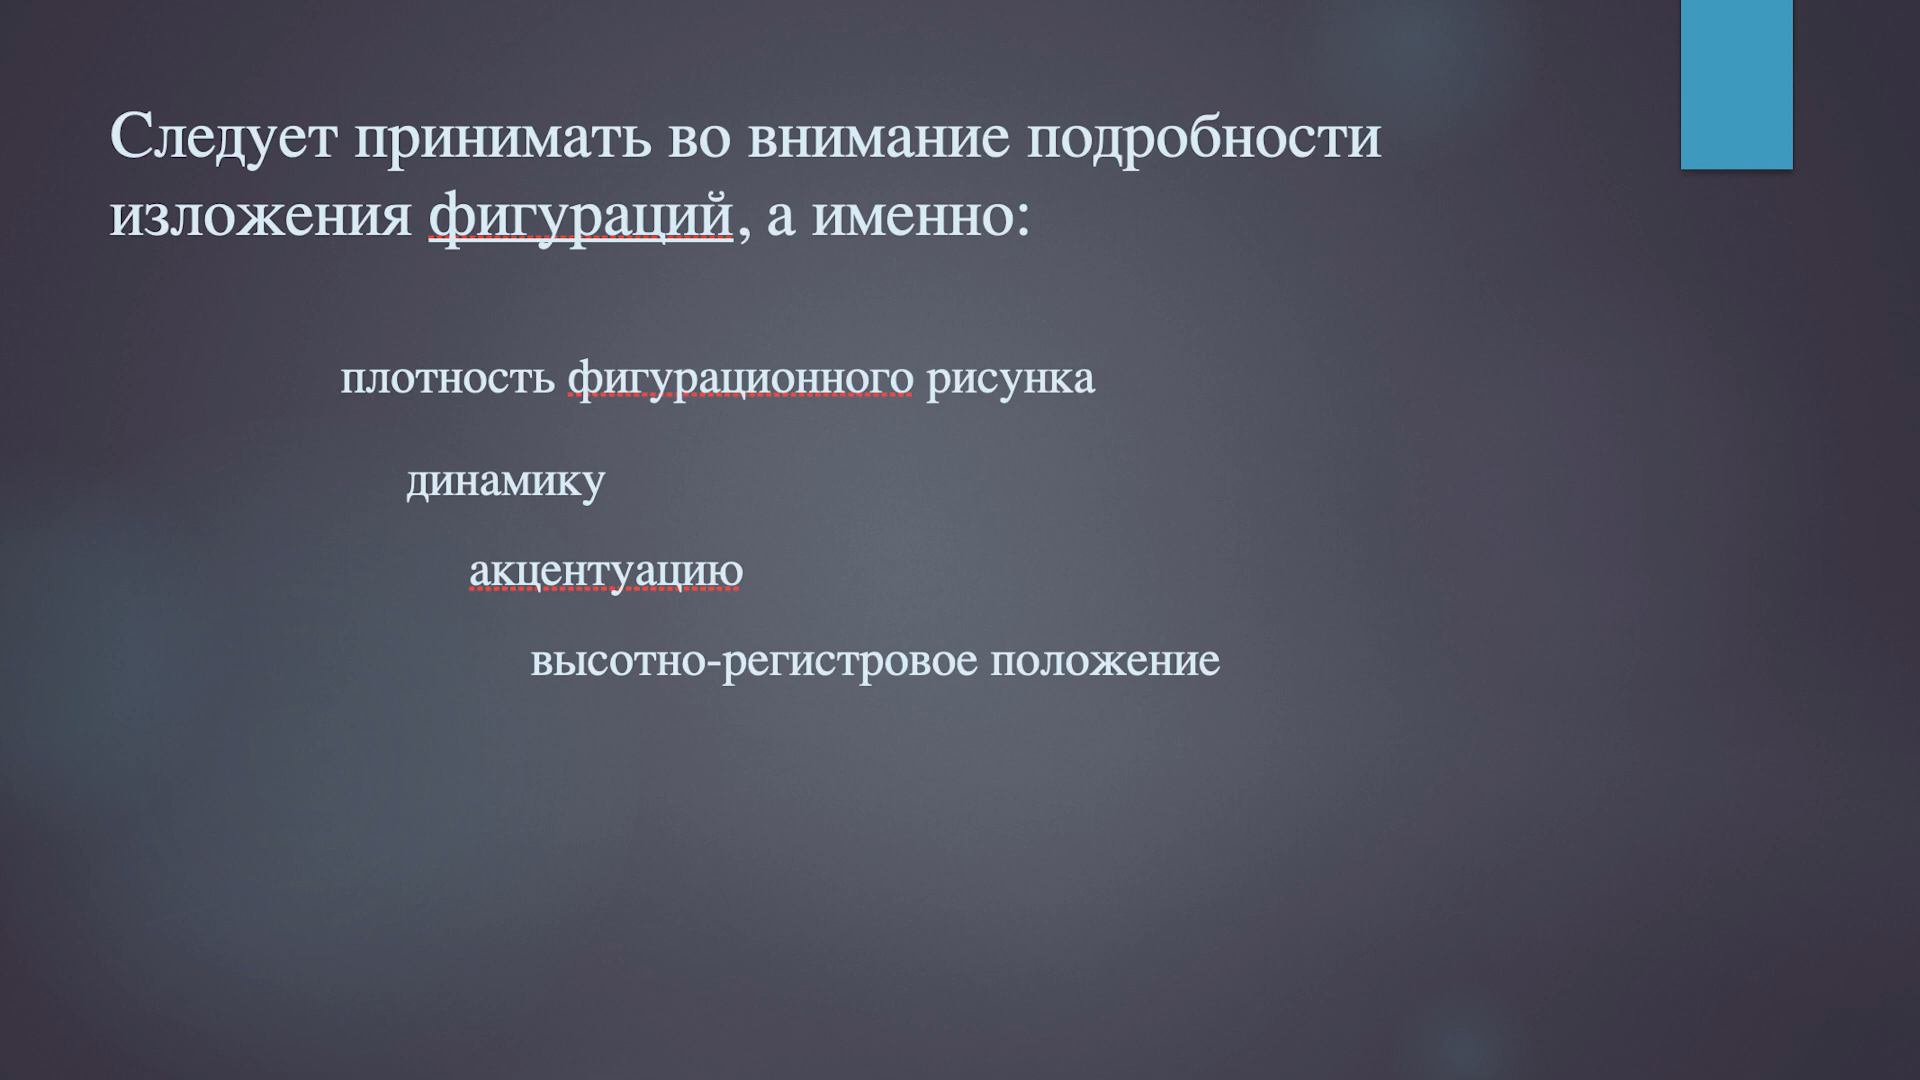 Следует принимать во внимание подробности
изложения фигураций, а именно:
плотность фигурационного рисунка
динамику
акцентуацию
высотно-регистровое положение